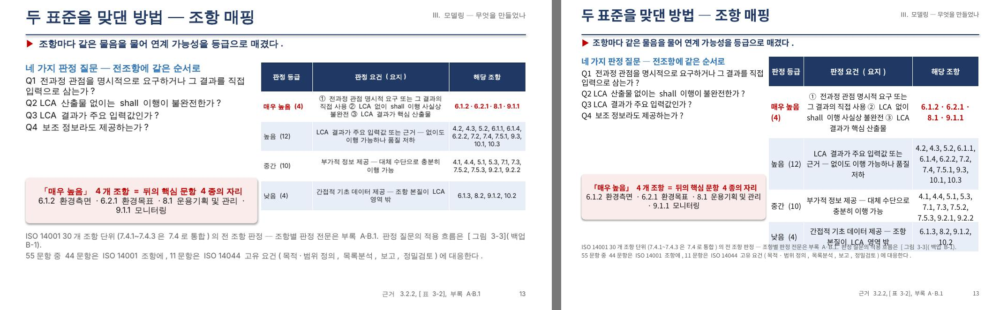 두 표준을 맞댄 방법 — 조항 매핑
III. 모델링 — 무엇을 만들었나
▶ 조항마다 같은 물음을 물어 연계 가능성을 등급으로 매겼다 .
네 가지 판정 질문 — 전조항에 같은 순서로
Q1 전과정 관점을 명시적으로 요구하거나 그 결과를 직접
입력으로 삼는가 ?
Q2 LCA 산출물 없이는 shall 이행이 불완전한가 ?
Q3 LCA 결과가 주요 입력값인가 ?
Q4 보조 정보라도 제공하는가 ?
「매우 높음」 4 개 조항 = 뒤의 핵심 문항 4 종의 자리
6.1.2 환경측면 · 6.2.1 환경목표 · 8.1 운용기획 및 관리 ·
9.1.1 모니터링
판정 등급
판정 요건 ( 요지 )
해당 조항
매우 높음 (4)
① 전과정 관점 명시적 요구 또는 그 결과의
직접 사용 ② LCA 없이 shall 이행 사실상
불완전 ③ LCA 결과가 핵심 산출물
6.1.2 · 6.2.1 · 8.1 · 9.1.1
높음 (12)
LCA 결과가 주요 입력값 또는 근거 — 없이도
이행 가능하나 품질 저하
4.2, 4.3, 5.2, 6.1.1, 6.1.4,
6.2.2, 7.2, 7.4, 7.5.1, 9.3,
10.1, 10.3
중간 (10)
부가적 정보 제공 — 대체 수단으로 충분히
이행 가능
4.1, 4.4, 5.1, 5.3, 7.1, 7.3,
7.5.2, 7.5.3, 9.2.1, 9.2.2
낮음 (4)
간접적 기초 데이터 제공 — 조항 본질이 LCA
영역 밖
6.1.3, 8.2, 9.1.2, 10.2
ISO 14001 30 개 조항 단위 (7.4.1~7.4.3 은 7.4 로 통합 ) 의 전 조항 판정 — 조항별 판정 전문은 부록 A·B.1. 판정 질문의 적용 흐름은 [ 그림 3-3]( 백업
B-1).
55 문항 중 44 문항은 ISO 14001 조항에 , 11 문항은 ISO 14044 고유 요건 ( 목적 · 범위 정의 , 목록분석 , 보고 , 정밀검토 ) 에 대응한다 .
근거 3.2.2, [ 표 3-2], 부록 A·B.1
13
두 표준을 맞댄 방법 — 조항 매핑
III. 모델링 — 무엇을 만들었나
▶ 조항마다 같은 물음을 물어 연계 가능성을 등급으로 매겼다 .
네 가지 판정 질문 — 전조항에 같은 순서로
Q1 전과정 관점을 명시적으로 요구하거나 그 결과를 직접
입력으로 삼는가 ?
Q2 LCA 산출물 없이는 shall 이행이 불완전한가 ?
Q3 LCA 결과가 주요 입력값인가 ?
Q4 보조 정보라도 제공하는가 ?
「매우 높음」 4 개 조항 = 뒤의 핵심 문항 4 종의 자리
6.1.2 환경측면 · 6.2.1 환경목표 · 8.1 운용기획 및 관리
· 9.1.1 모니터링
판정 등급
판정 요건 ( 요지 )
해당 조항
매우 높음
(4)
① 전과정 관점 명시적 요구 또는
그 결과의 직접 사용 ② LCA 없이
shall 이행 사실상 불완전 ③ LCA
결과가 핵심 산출물
6.1.2 · 6.2.1 ·
8.1 · 9.1.1
높음 (12)
LCA 결과가 주요 입력값 또는
근거 — 없이도 이행 가능하나 품질
저하
4.2, 4.3, 5.2, 6.1.1,
6.1.4, 6.2.2, 7.2,
7.4, 7.5.1, 9.3,
10.1, 10.3
중간 (10)
부가적 정보 제공 — 대체 수단으로
충분히 이행 가능
4.1, 4.4, 5.1, 5.3,
7.1, 7.3, 7.5.2,
7.5.3, 9.2.1, 9.2.2
낮음 (4)
간접적 기초 데이터 제공 — 조항
본질이 LCA 영역 밖
6.1.3, 8.2, 9.1.2,
10.2
ISO 14001 30 개 조항 단위 (7.4.1~7.4.3 은 7.4 로 통합 ) 의 전 조항 판정 — 조항별 판정 전문은 부록 A·B.1. 판정 질문의 적용 흐름은 [ 그림 3-3]( 백업 B-1).
55 문항 중 44 문항은 ISO 14001 조항에 , 11 문항은 ISO 14044 고유 요건 ( 목적 · 범위 정의 , 목록분석 , 보고 , 정밀검토 ) 에 대응한다 .
근거 3.2.2, [ 표 3-2], 부록 A·B.1
13